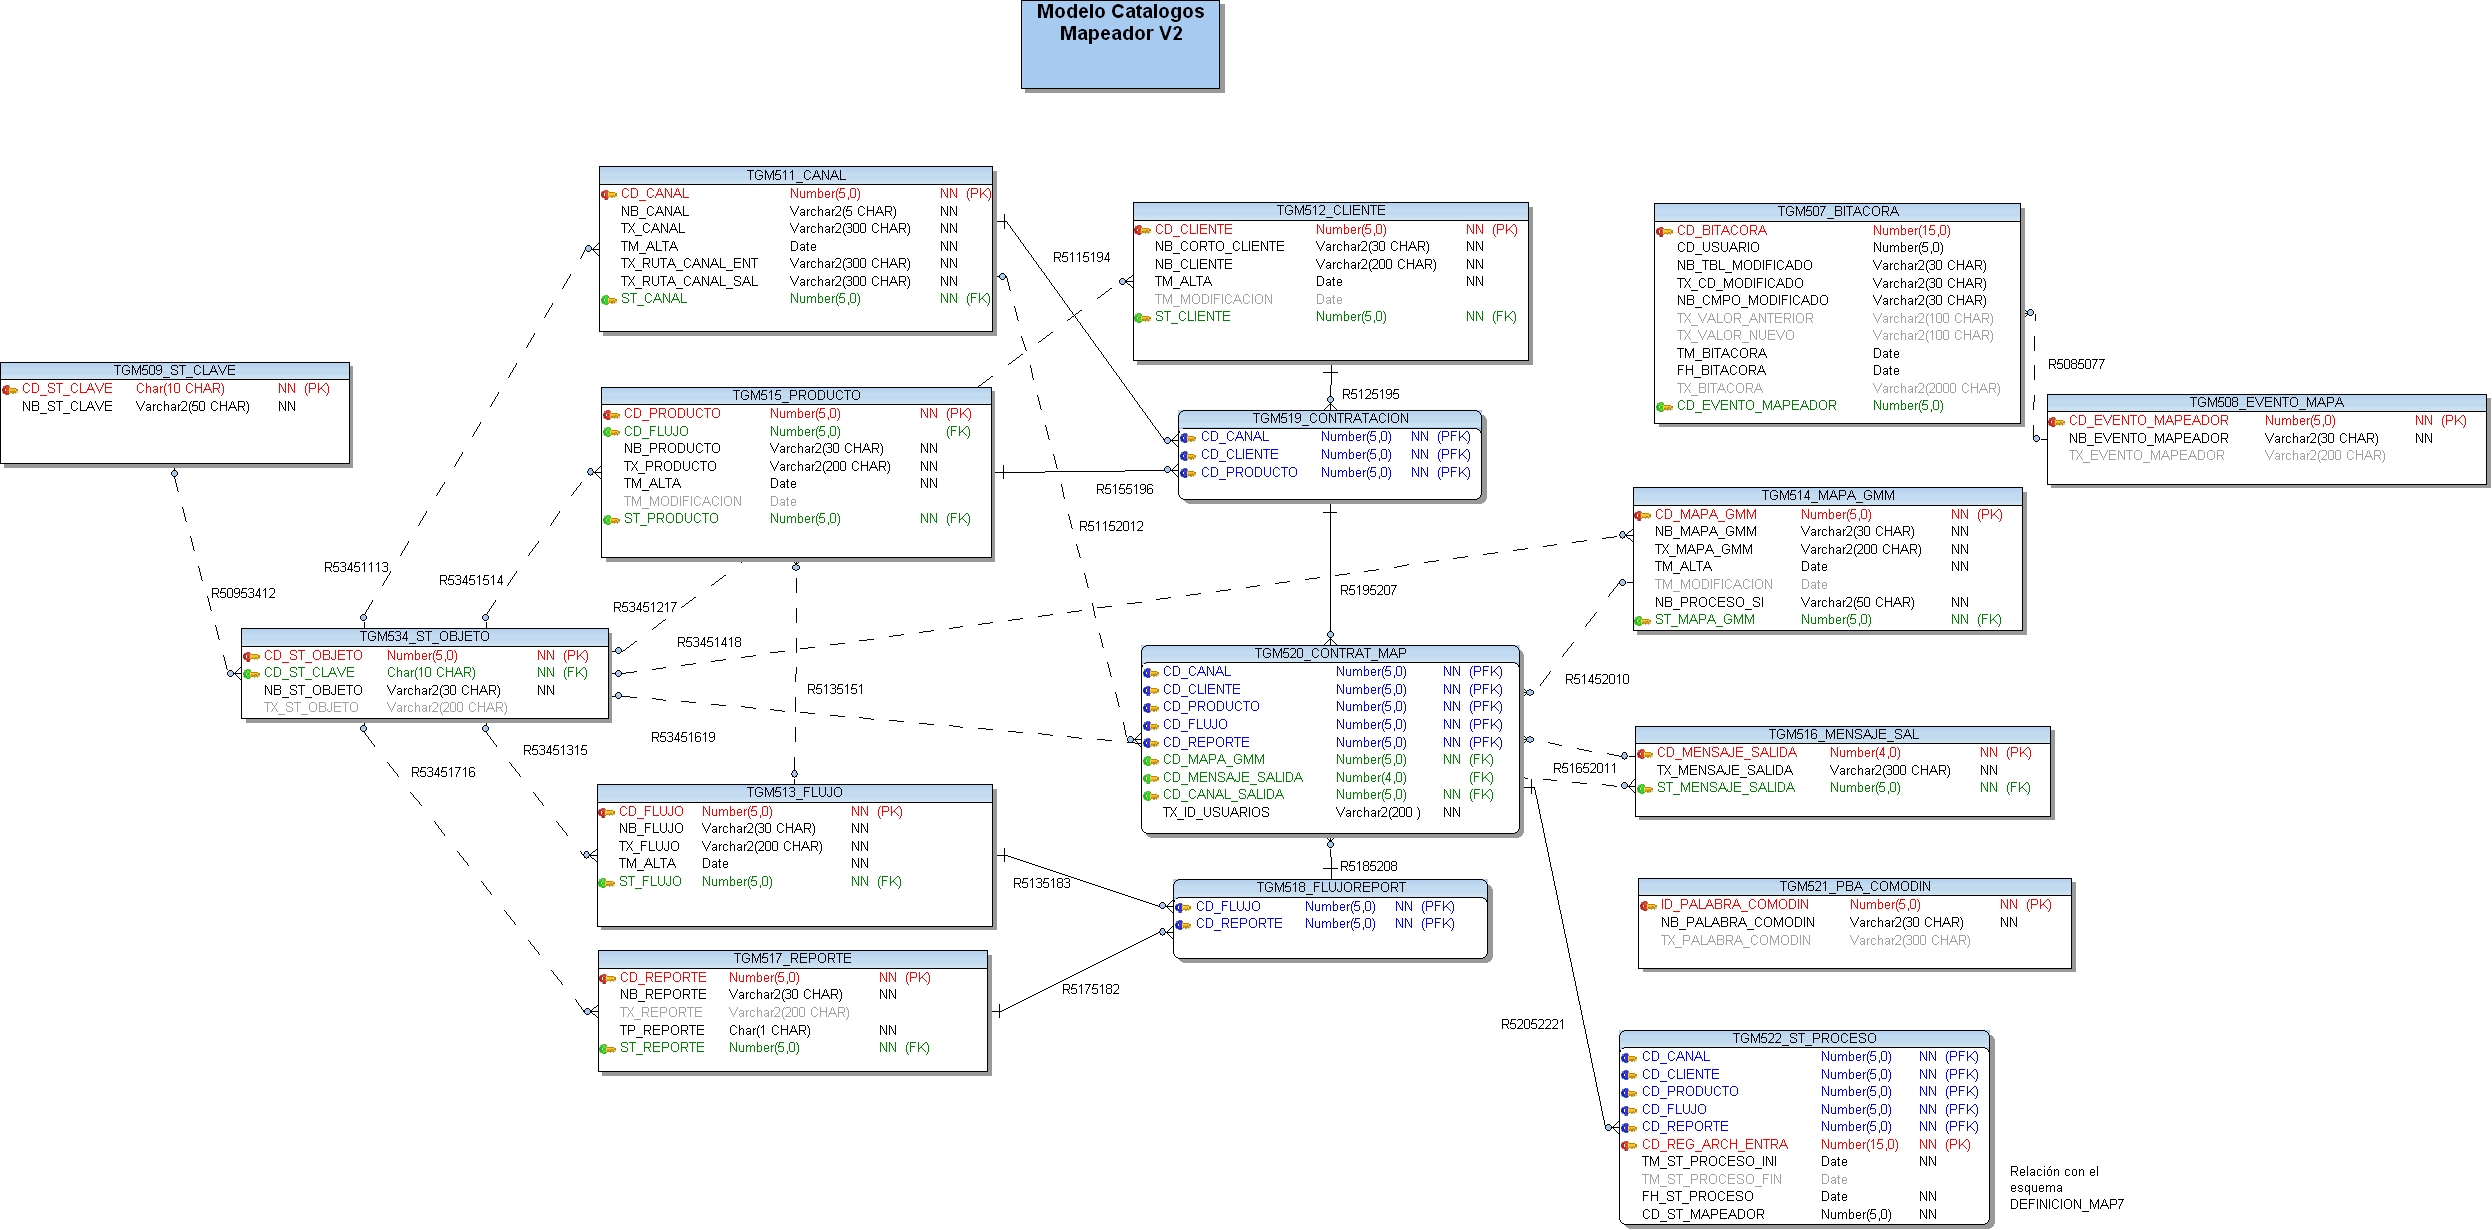 Modelo Catalogos
Mapeador V2
TGM511_CANAL
CD_CANAL Number(5,0) NN (PK)
NB_CANAL Varchar2(5 CHAR) NN
TX_CANAL Varchar2(300 CHAR) NN
TM_ALTA Date NN
TX_RUTA_CANAL_ENT Varchar2(300 CHAR) NN
TX_RUTA_CANAL_SAL Varchar2(300 CHAR) NN
ST_CANAL Number(5,0) NN (FK)
R5115194
TGM512_CLIENTE
CD_CLIENTE Number(5,0) NN (PK)
NB_CORTO_CLIENTE Varchar2(30 CHAR) NN
NB_CLIENTE Varchar2(200 CHAR) NN
TM_ALTA Date NN
TM_MODIFICACION Date
ST_CLIENTE Number(5,0) NN (FK)
TGM507_BITACORA
CD_BITACORA Number(15,0)
CD_USUARIO Number(5,0)
NB_TBL_MODIFICADO Varchar2(30 CHAR)
TX_CD_MODIFICADO Varchar2(30 CHAR)
NB_CMPO_MODIFICADO Varchar2(30 CHAR)
TX_VALOR_ANTERIOR Varchar2(100 CHAR)
TX_VALOR_NUEVO Varchar2(100 CHAR)
TM_BITACORA Date
FH_BITACORA Date
TX_BITACORA Varchar2(2000 CHAR)
CD_EVENTO_MAPEADOR Number(5,0)
R5085077
TGM509_ST_CLAVE
CD_ST_CLAVE Char(10 CHAR) NN (PK)
NB_ST_CLAVE Varchar2(50 CHAR) NN
TGM515_PRODUCTO
CD_PRODUCTO Number(5,0) NN (PK)
CD_FLUJO Number(5,0) (FK)
NB_PRODUCTO Varchar2(30 CHAR) NN
TX_PRODUCTO Varchar2(200 CHAR) NN
TM_ALTA Date NN
TM_MODIFICACION Date
ST_PRODUCTO Number(5,0) NN (FK)
R5125195
TGM519_CONTRATACION
CD_CANAL Number(5,0) NN (PFK)
CD_CLIENTE Number(5,0) NN (PFK)
CD_PRODUCTO Number(5,0) NN (PFK)
TGM508_EVENTO_MAPA
CD_EVENTO_MAPEADOR Number(5,0) NN (PK)
NB_EVENTO_MAPEADOR Varchar2(30 CHAR) NN
TX_EVENTO_MAPEADOR Varchar2(200 CHAR)
R5155196
R51152012
TGM514_MAPA_GMM
CD_MAPA_GMM Number(5,0) NN (PK)
NB_MAPA_GMM Varchar2(30 CHAR) NN
TX_MAPA_GMM Varchar2(200 CHAR) NN
TM_ALTA Date NN
TM_MODIFICACION Date
NB_PROCESO_SI Varchar2(50 CHAR) NN
ST_MAPA_GMM Number(5,0) NN (FK)
R53451113
R53451514
R50953412
R53451217
R53451418
R5195207
TGM534_ST_OBJETO
CD_ST_OBJETO Number(5,0) NN (PK)
CD_ST_CLAVE Char(10 CHAR) NN (FK)
NB_ST_OBJETO Varchar2(30 CHAR) NN
TX_ST_OBJETO Varchar2(200 CHAR)
R5135151
R53451619
R53451315
R53451716
TGM520_CONTRAT_MAP
CD_CANAL Number(5,0) NN (PFK)
CD_CLIENTE Number(5,0) NN (PFK)
CD_PRODUCTO Number(5,0) NN (PFK)
CD_FLUJO Number(5,0) NN (PFK)
CD_REPORTE Number(5,0) NN (PFK)
CD_MAPA_GMM Number(5,0) NN (FK)
CD_MENSAJE_SALIDA Number(4,0) (FK)
CD_CANAL_SALIDA Number(5,0) NN (FK)
TX_ID_USUARIOS Varchar2(200 ) NN
R51452010
R51652011
TGM516_MENSAJE_SAL
CD_MENSAJE_SALIDA Number(4,0) NN (PK)
TX_MENSAJE_SALIDA Varchar2(300 CHAR) NN
ST_MENSAJE_SALIDA Number(5,0) NN (FK)
TGM513_FLUJO
CD_FLUJO Number(5,0) NN (PK)
NB_FLUJO Varchar2(30 CHAR) NN
TX_FLUJO Varchar2(200 CHAR) NN
TM_ALTA Date NN
ST_FLUJO Number(5,0) NN (FK)
R5135183
R5185208
TGM518_FLUJOREPORT
CD_FLUJO Number(5,0) NN (PFK)
CD_REPORTE Number(5,0) NN (PFK)
TGM521_PBA_COMODIN
ID_PALABRA_COMODIN Number(5,0) NN (PK)
NB_PALABRA_COMODIN Varchar2(30 CHAR) NN
TX_PALABRA_COMODIN Varchar2(300 CHAR)
TGM517_REPORTE
CD_REPORTE Number(5,0) NN (PK)
NB_REPORTE Varchar2(30 CHAR) NN
TX_REPORTE Varchar2(200 CHAR)
TP_REPORTE Char(1 CHAR) NN
ST_REPORTE Number(5,0) NN (FK)
R5175182
R52052221
TGM522_ST_PROCESO
CD_CANAL Number(5,0) NN (PFK)
CD_CLIENTE Number(5,0) NN (PFK)
CD_PRODUCTO Number(5,0) NN (PFK)
CD_FLUJO Number(5,0) NN (PFK)
CD_REPORTE Number(5,0) NN (PFK)
CD_REG_ARCH_ENTRA Number(15,0) NN (PK)
TM_ST_PROCESO_INI Date NN
TM_ST_PROCESO_FIN Date
FH_ST_PROCESO Date NN
CD_ST_MAPEADOR Number(5,0) NN
Relación con el
esquema
DEFINICION_MAP7